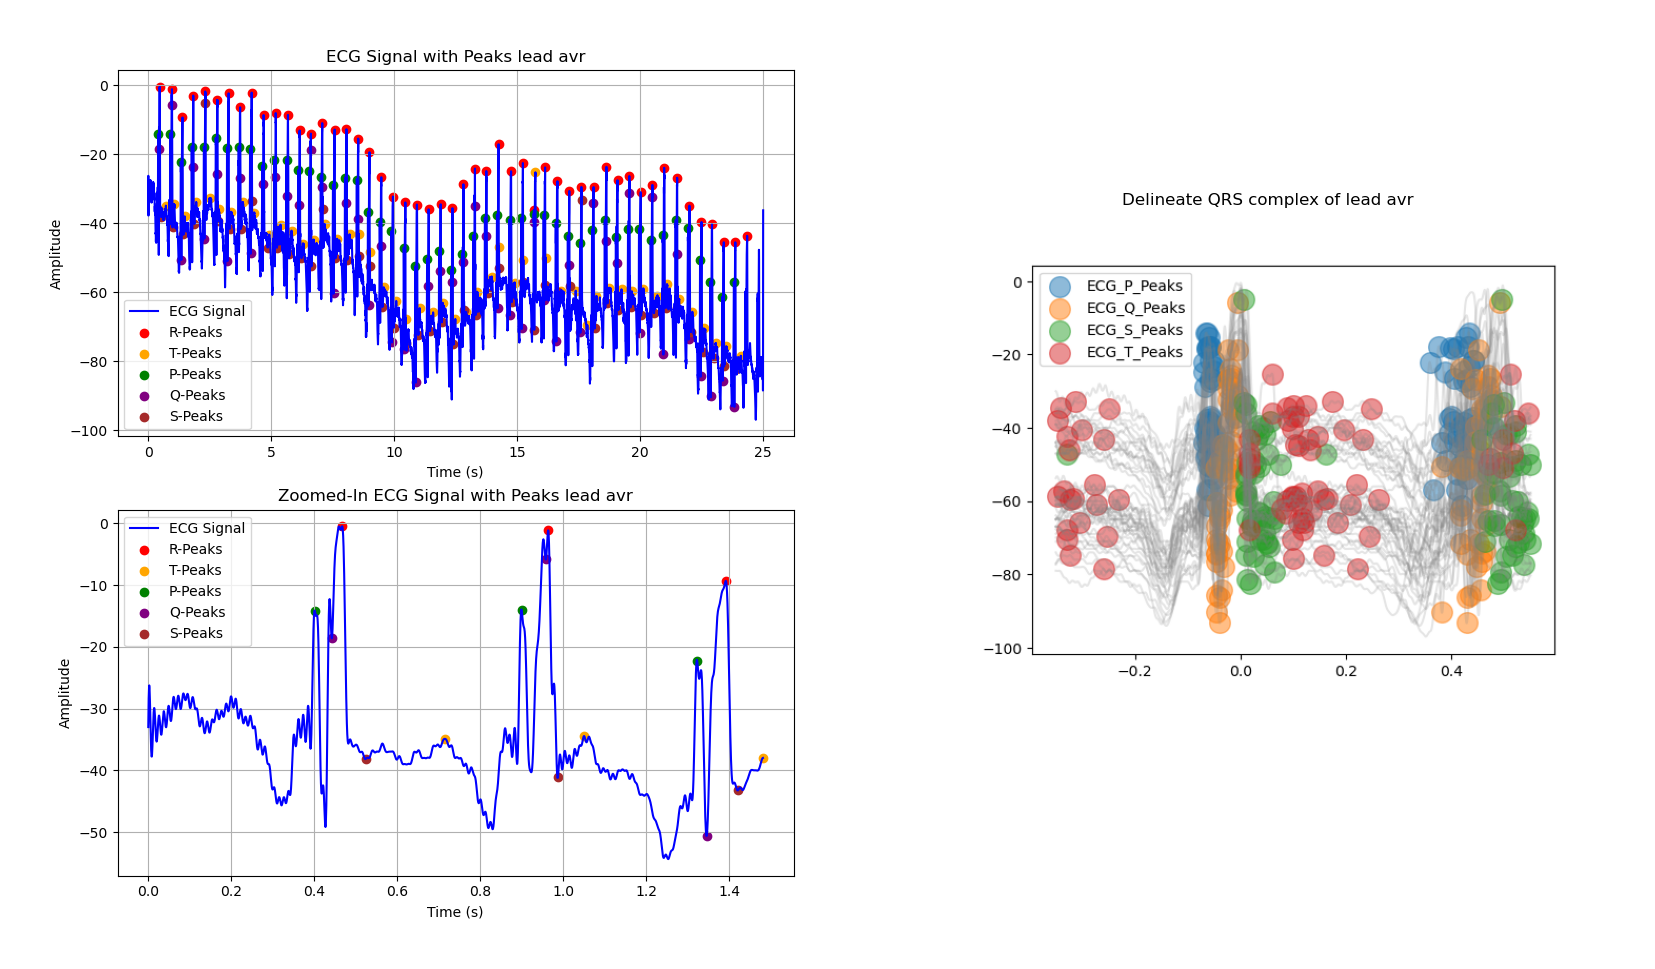 ECG Signal with Peaks lead avr
Amplitude
0
−20
−40
−60
−80
−100
ECG Signal
R-Peaks
T-Peaks
P-Peaks
Q-Peaks
S-Peaks
0 5 10 15 20 25
Time (s)
Zoomed-In ECG Signal with Peaks lead avr
Amplitude
0
−10
−20
−30
−40
−50
ECG Signal
R-Peaks
T-Peaks
P-Peaks
Q-Peaks
S-Peaks
0.0 0.2 0.4 0.6 0.8 1.0 1.2 1.4
Time (s)
Delineate QRS complex of lead avr
0
−20
−40
−60
−80
−100
ECG_P_Peaks
ECG_Q_Peaks
ECG_S_Peaks
ECG_T_Peaks
−0.2 0.0 0.2 0.4